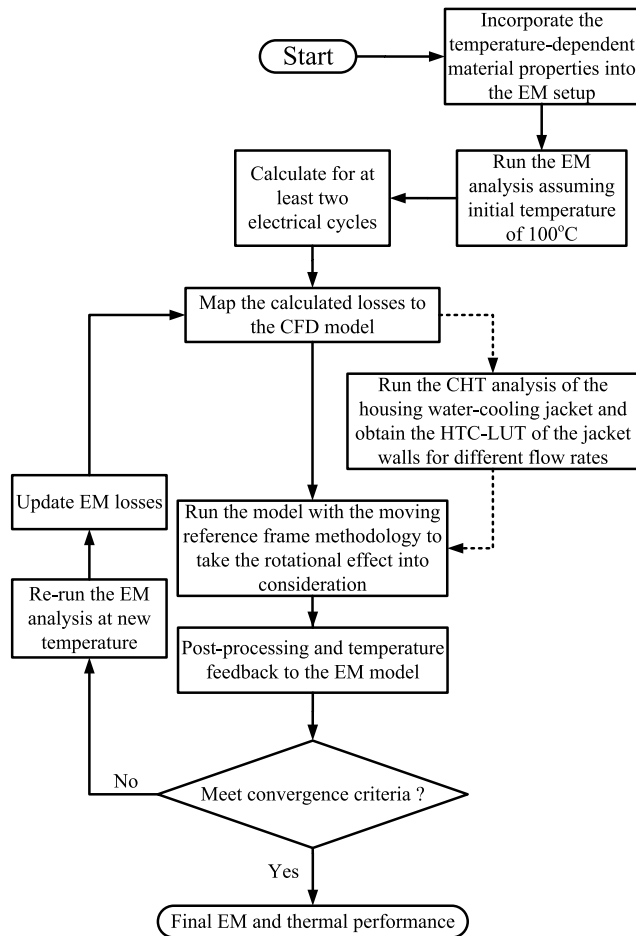 Start
Incorporate the
temperature-dependent
material properties into
the EM setup
Run the EM
analysis assuming
initial temperature
of 100°C
Calculate for at
least two
electrical cycles
Map the calculated losses to
the CFD model
Run the CHT analysis of the
housing water-cooling jacket and
obtain the HTC-LUT of the jacket
walls for different flow rates
Run the model with the moving
reference frame methodology to
take the rotational effect into
consideration
Post-processing and temperature
feedback to the EM model
Meet convergence criteria ?
No
Re-run the EM
analysis at new
temperature
Update EM losses
Yes
Final EM and thermal performance